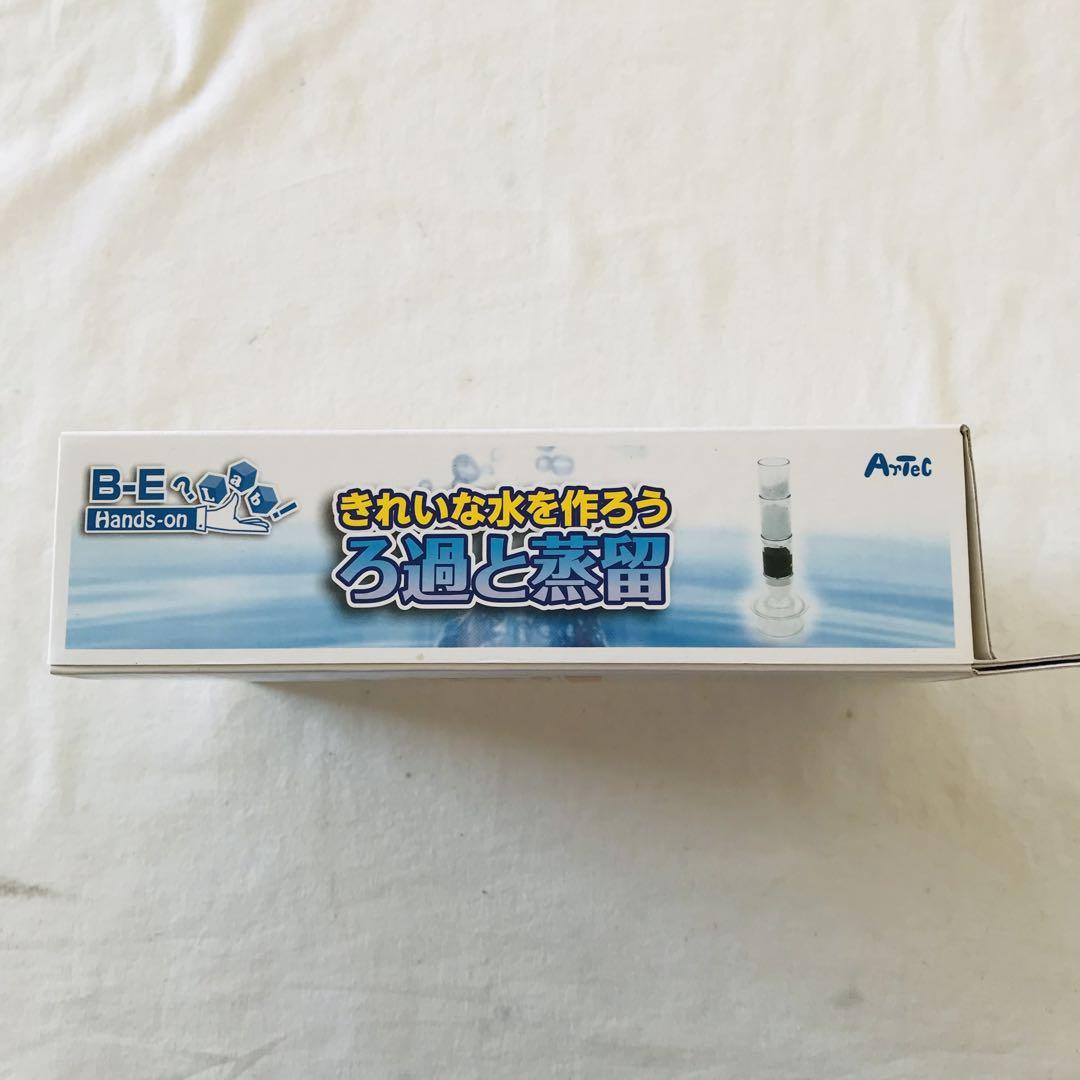 B-E
?Lab!
Hands-on
きれいな水を作ろう
ろ過と蒸留
ArTeC